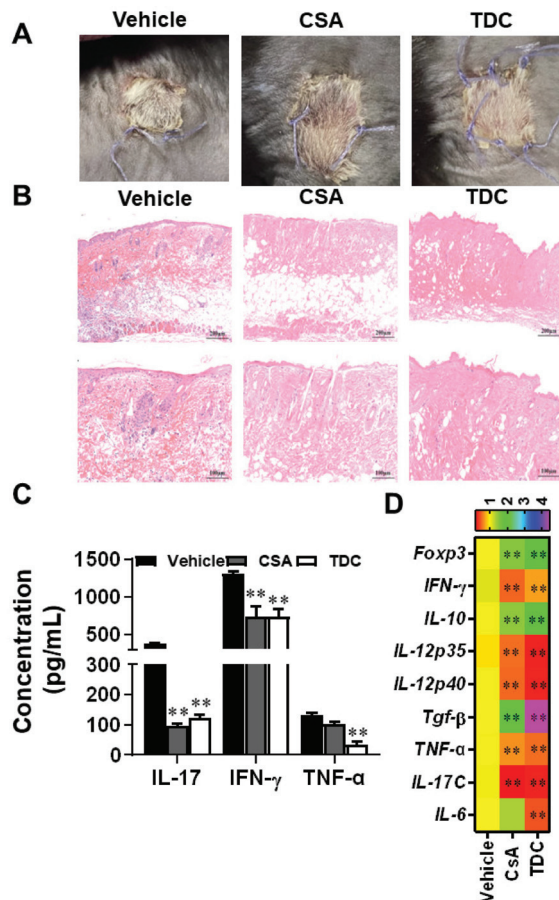 A
Vehicle CSA TDC
B
Vehicle CSA TDC
200μm 200μm 200μm
100μm 100μm 100μm
C
Concentration
(pg/mL)
1500
1000
500
100
50
0
Vehicle CSA TDC
** ** ** ** **
IL-17 IFN-γ TNF-α
D
1 2 3 4
Foxp3 ** **
IFN-γ ** **
IL-10 ** **
IL-12p35 ** **
IL-12p40 ** **
Tgf-β ** **
TNF-α ** **
IL-17C ** **
IL-6 **
Vehicle
CsA
TDC